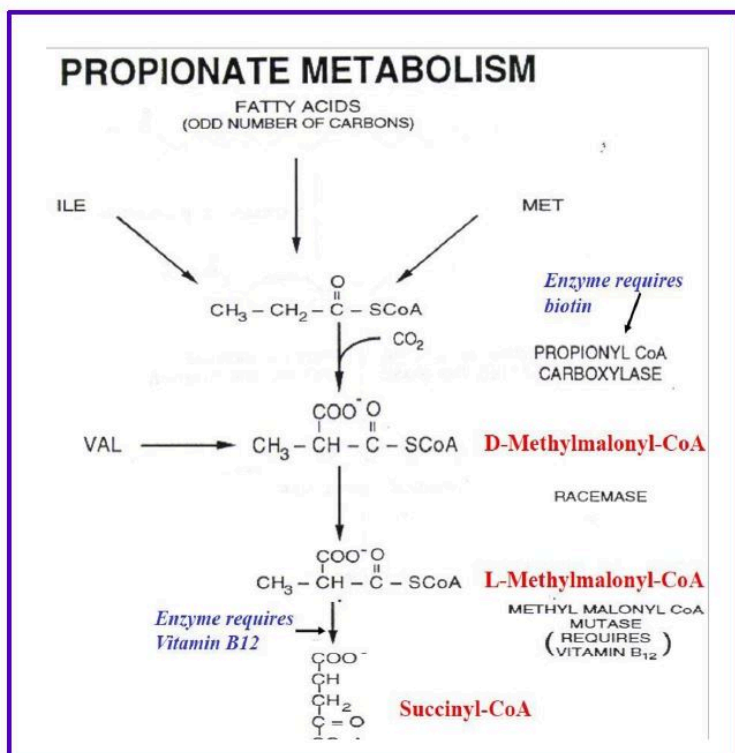 PROPIONATE METABOLISM
FATTY ACIDS
(ODD NUMBER OF CARBONS)
ILE
MET
O
CH₃ – CH₂ – C – SCoA
Enzyme requires
biotin
CO₂
PROPIONYL CoA
CARBOXYLASE
COO⁻ O
VAL
CH₃ – CH – C – SCoA
D-Methylmalonyl-CoA
RACEMASE
COO⁻ O
CH₃ – CH – C – SCoA
L-Methylmalonyl-CoA
METHYL MALONYL CoA
MUTASE
( REQUIRES
VITAMIN B₁₂ )
Enzyme requires
Vitamin B12
COO⁻
CH
CH₂
C = O
Succinyl-CoA